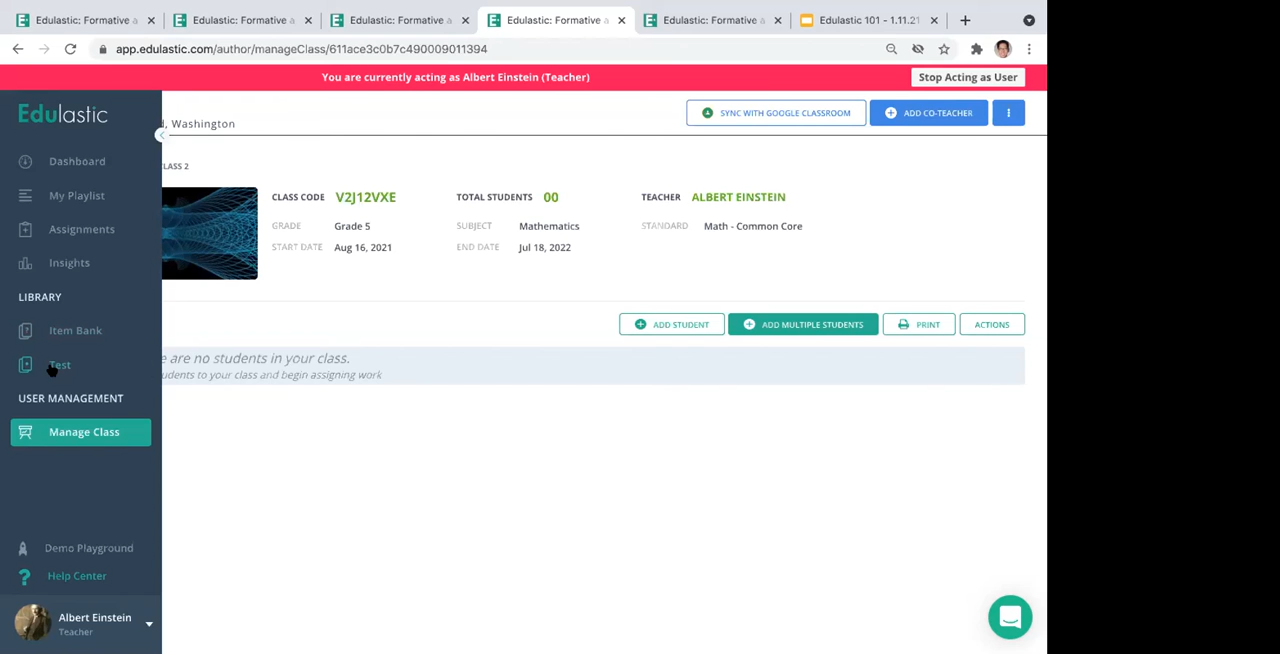 Edulastic: Formative a
Edulastic: Formative a
Edulastic: Formative a
Edulastic: Formative a
Edulastic: Formative a
Edulastic 101 - 1.11.21
app.edulastic.com/author/manageClass/611ace3c0b7c490009011394
You are currently acting as Albert Einstein (Teacher)
Stop Acting as User
Edulastic
d, Washington
SYNC WITH GOOGLE CLASSROOM
ADD CO-TEACHER
Dashboard
My Playlist
Assignments
Insights
LIBRARY
Item Bank
Test
USER MANAGEMENT
Manage Class
Demo Playground
Help Center
Albert Einstein
Teacher
LASS 2
CLASS CODE V2J12VXE
TOTAL STUDENTS 00
TEACHER ALBERT EINSTEIN
GRADE Grade 5
SUBJECT Mathematics
STANDARD Math - Common Core
START DATE Aug 16, 2021
END DATE Jul 18, 2022
ADD STUDENT
ADD MULTIPLE STUDENTS
PRINT
ACTIONS
e are no students in your class.
udents to your class and begin assigning work